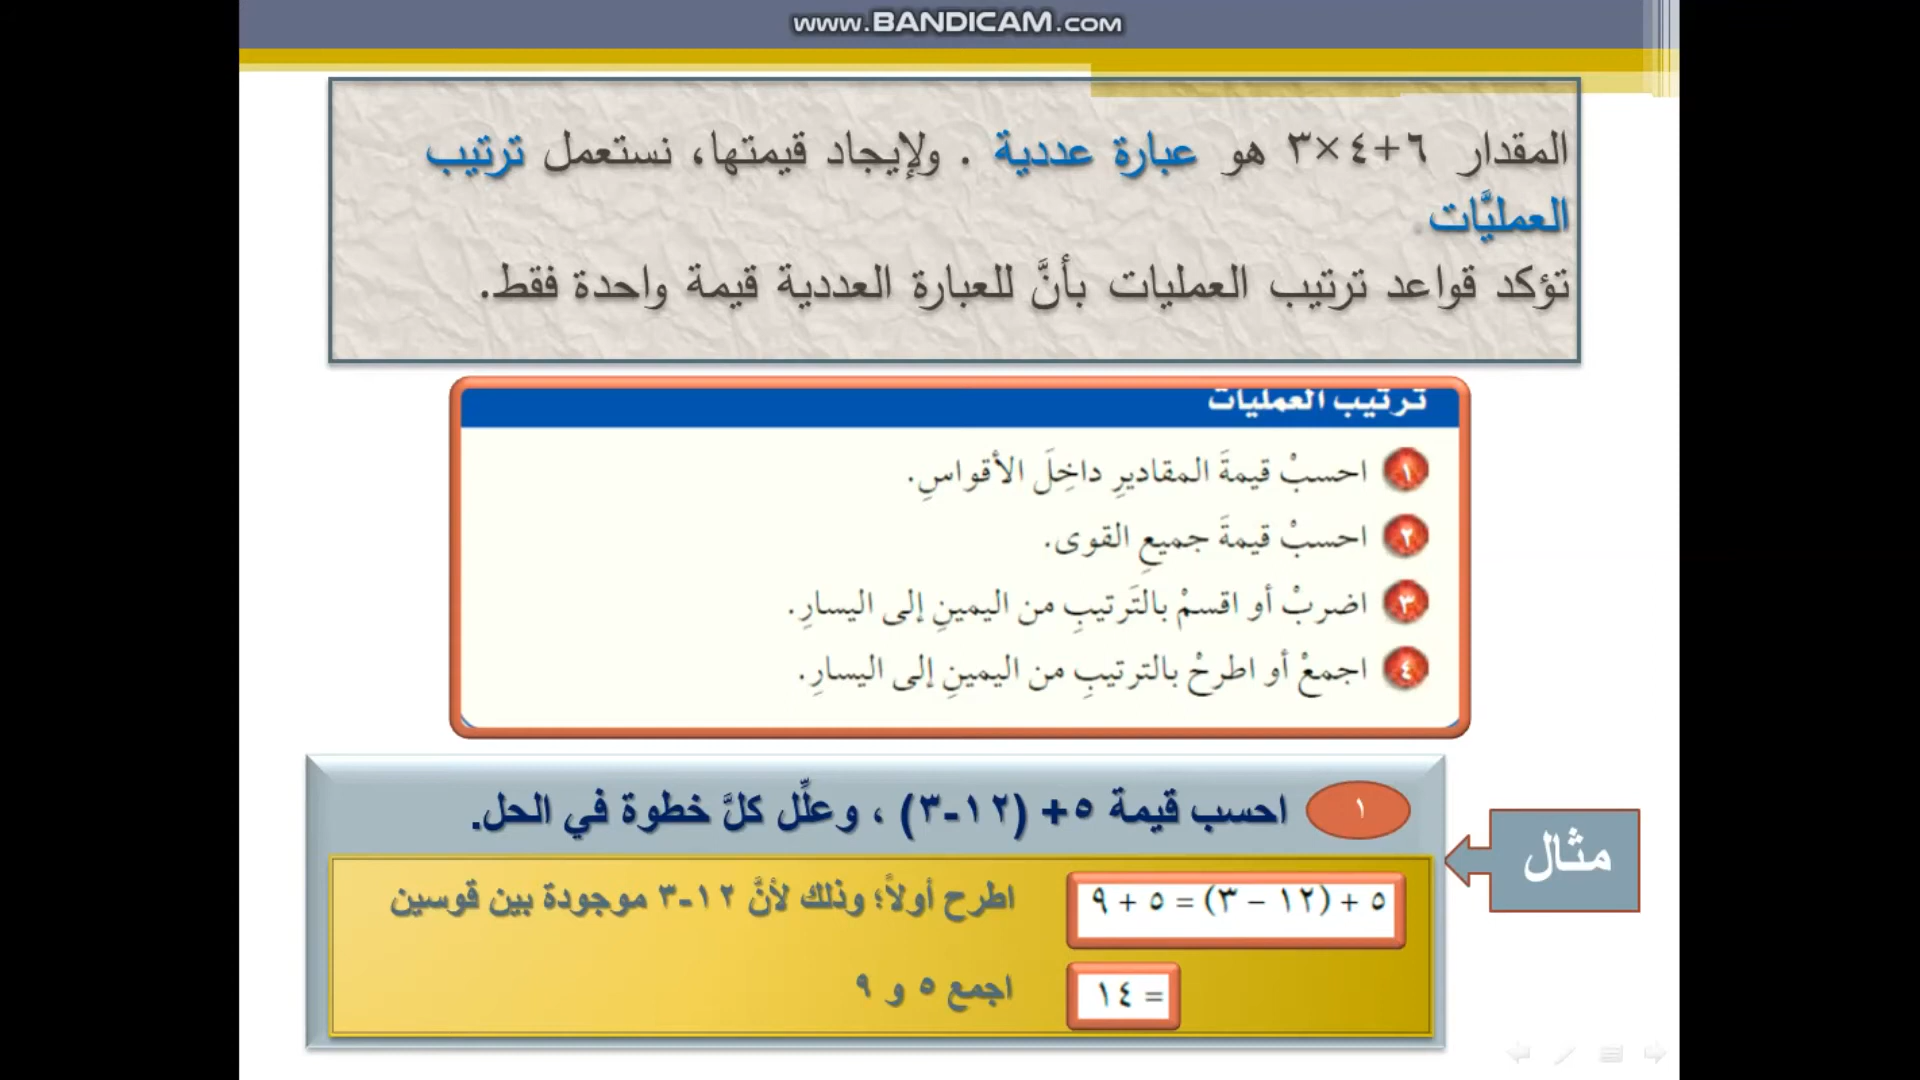 www.BANDICAM.com
المقدار ٦+٤×٣ هو عبارة عددية . ولإيجاد قيمتها، نستعمل ترتيب
العمليَّات.
تؤكد قواعد ترتيب العمليات بأنَّ للعبارة العددية قيمة واحدة فقط.
ترتيب العمليات
١ احسبْ قيمةَ المقاديرِ داخِلَ الأقواسِ.
٢ احسبْ قيمةَ جميعِ القوى.
٣ اضربْ أو اقسمْ بالتَرتيبِ من اليمينِ إلى اليسارِ.
٤ اجمعْ أو اطرحْ بالترتيبِ من اليمينِ إلى اليسارِ.
مثال
١ احسب قيمة ٥+ (١٢-٣) ، وعلِّل كلَّ خطوة في الحل.
٥ + (١٢ − ٣) = ٥ + ٩ اطرح أولاً؛ وذلك لأنَّ ١٢-٣ موجودة بين قوسين
= ١٤ اجمع ٥ و ٩